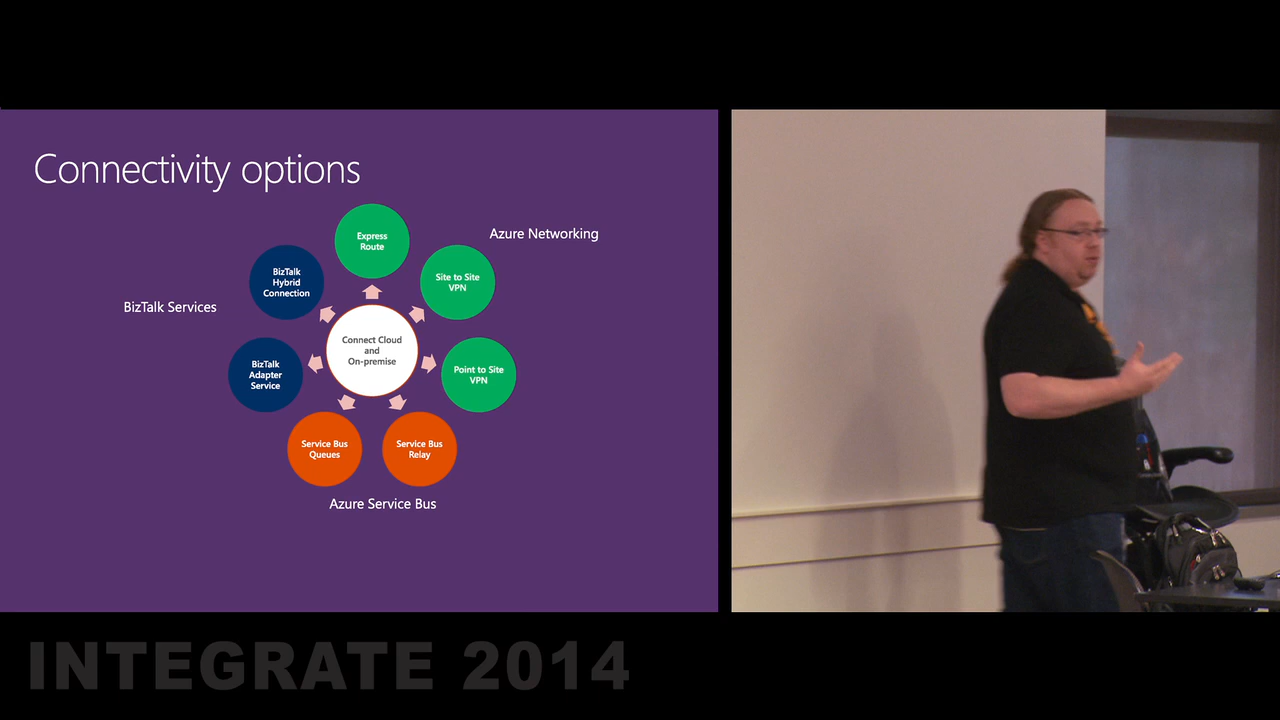 Connectivity options
Express
Route
Azure Networking
BizTalk
Hybrid
Connection
Site to Site
VPN
BizTalk Services
Connect Cloud
and
On-premise
BizTalk
Adapter
Service
Point to Site
VPN
Service Bus
Queues
Service Bus
Relay
Azure Service Bus
INTEGRATE 2014